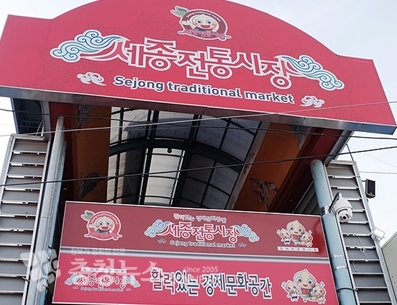 세종전통시장
Sejong traditional market
세종전통시장
Sejong traditional market
since 2005
활력있는 경제문화공간